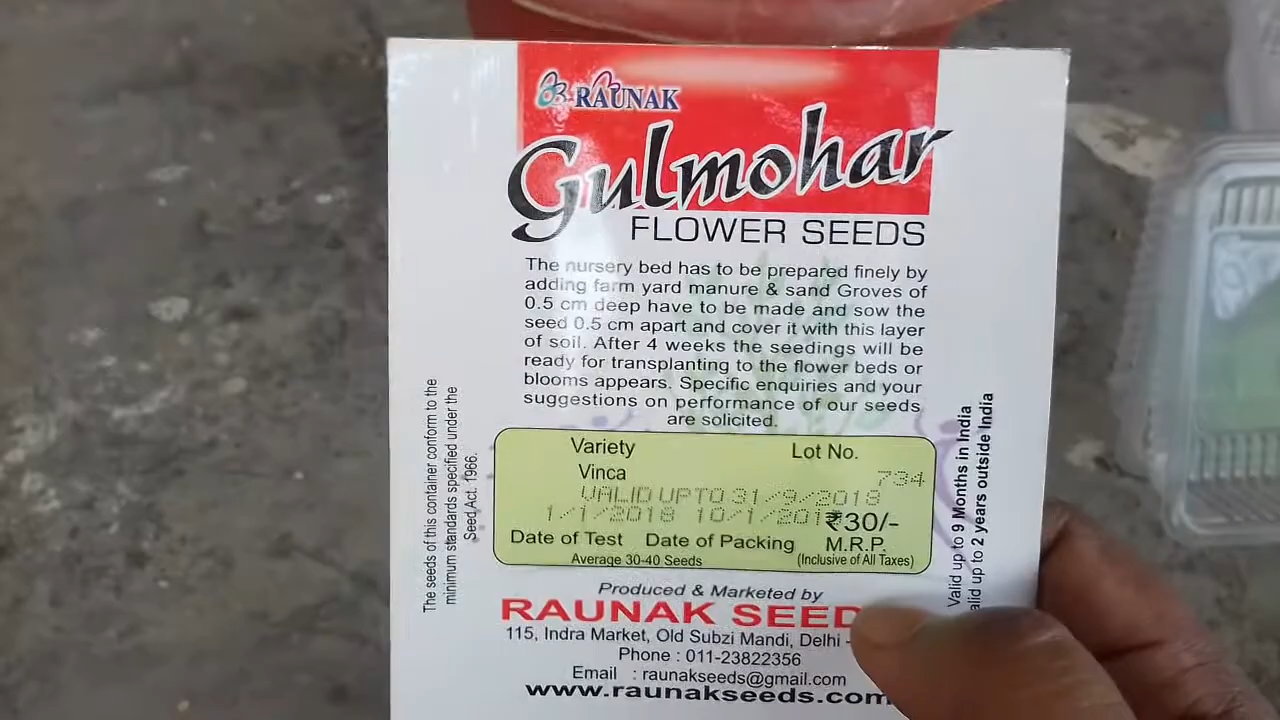 RAUNAK
Gulmohar
FLOWER SEEDS
The nursery bed has to be prepared finely by
adding farm yard manure & sand Groves of
0.5 cm deep have to be made and sow the
seed 0.5 cm apart and cover it with this layer
of soil. After 4 weeks the seedings will be
ready for transplanting to the flower beds or
blooms appears. Specific enquiries and your
suggestions on performance of our seeds
are solicited.
Variety Lot No.
Vinca 734
VALID UPTO 31/9/2018
1/1/2018 10/1/201 ₹30/-
Date of Test Date of Packing M.R.P.
Average 30-40 Seeds (Inclusive of All Taxes)
Produced & Marketed by
RAUNAK SEED
115, Indra Market, Old Subzi Mandi, Delhi -
Phone : 011-23822356
Email : raunakseeds@gmail.com
www.raunakseeds.com
The seeds of this container conform to the
minimum standards specified under the
Seed Act. 1966.
Valid up to 9 Months in India
alid up to 2 years outside India